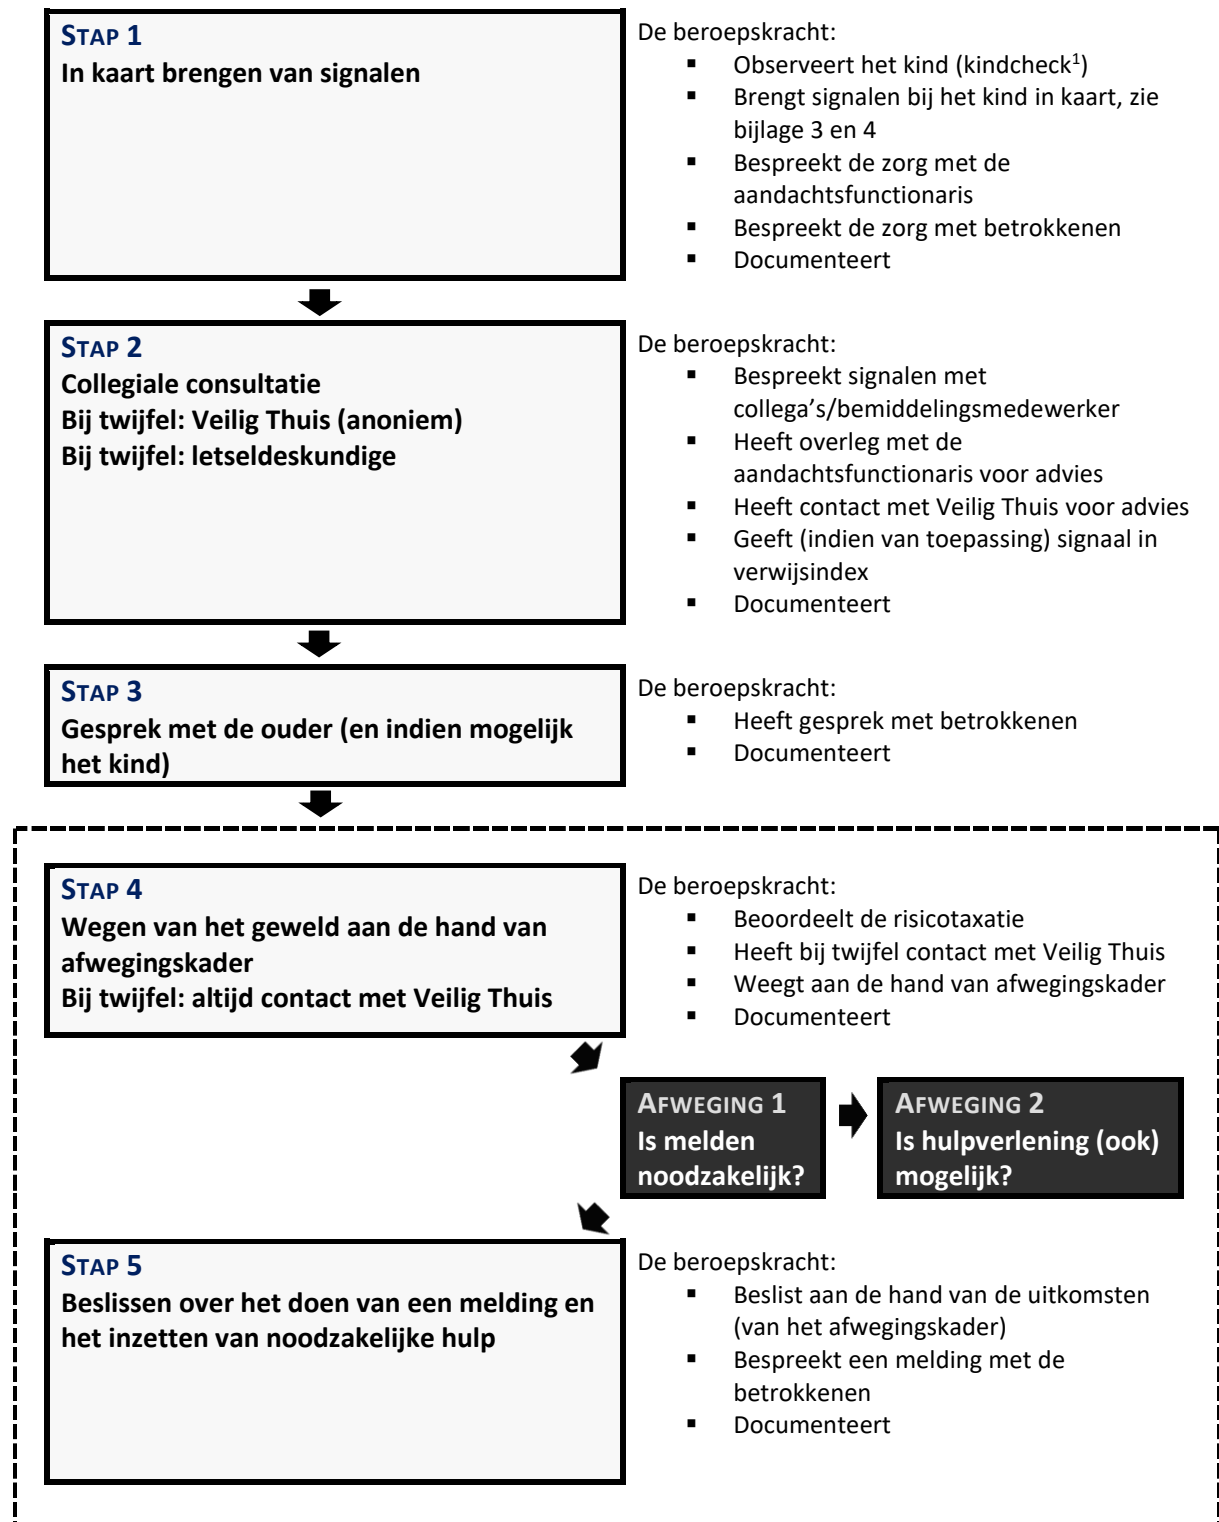 STAP 1
In kaart brengen van signalen
De beroepskracht:
▪ Observeert het kind (kindcheck¹)
▪ Brengt signalen bij het kind in kaart, zie
bijlage 3 en 4
▪ Bespreekt de zorg met de
aandachtsfunctionaris
▪ Bespreekt de zorg met betrokkenen
▪ Documenteert
STAP 2
Collegiale consultatie
Bij twijfel: Veilig Thuis (anoniem)
Bij twijfel: letseldeskundige
De beroepskracht:
▪ Bespreekt signalen met
collega’s/bemiddelingsmedewerker
▪ Heeft overleg met de
aandachtsfunctionaris voor advies
▪ Heeft contact met Veilig Thuis voor advies
▪ Geeft (indien van toepassing) signaal in
verwijsindex
▪ Documenteert
STAP 3
Gesprek met de ouder (en indien mogelijk
het kind)
De beroepskracht:
▪ Heeft gesprek met betrokkenen
▪ Documenteert
STAP 4
Wegen van het geweld aan de hand van
afwegingskader
Bij twijfel: altijd contact met Veilig Thuis
De beroepskracht:
▪ Beoordeelt de risicotaxatie
▪ Heeft bij twijfel contact met Veilig Thuis
▪ Weegt aan de hand van afwegingskader
▪ Documenteert
AFWEGING 1
Is melden
noodzakelijk?
AFWEGING 2
Is hulpverlening (ook)
mogelijk?
STAP 5
Beslissen over het doen van een melding en
het inzetten van noodzakelijke hulp
De beroepskracht:
▪ Beslist aan de hand van de uitkomsten
(van het afwegingskader)
▪ Bespreekt een melding met de
betrokkenen
▪ Documenteert